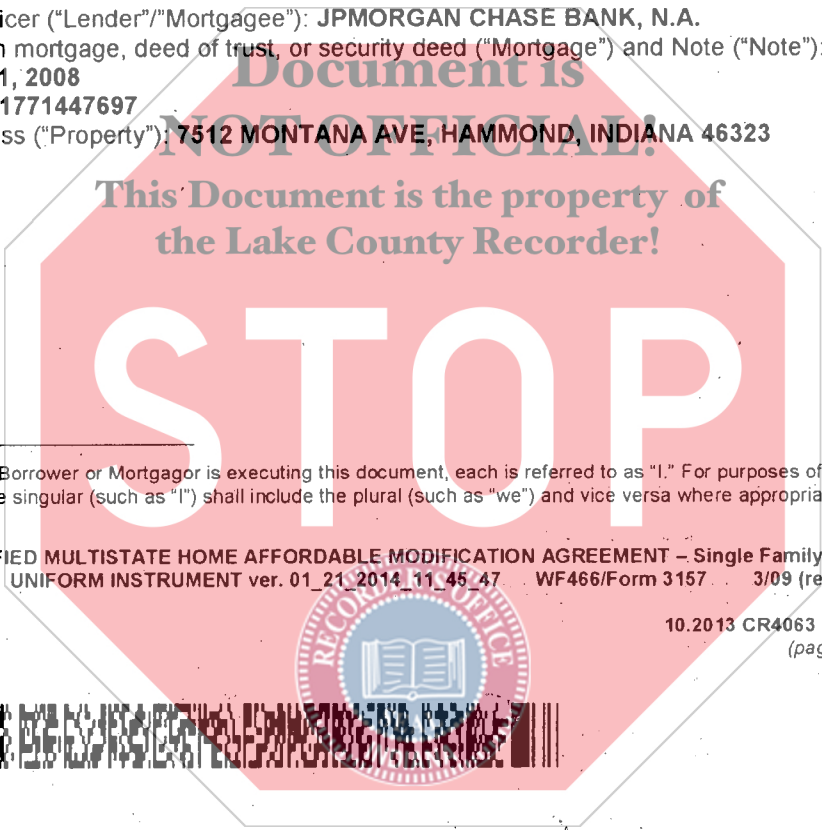 icer (“Lender”/”Mortgagee”): JPMORGAN CHASE BANK, N.A.
n mortgage, deed of trust, or security deed (“Mortgage”) and Note (“Note”):
1, 2008
1771447697
ss (“Property”): 7512 MONTANA AVE, HAMMOND, INDIANA 46323
Document is
NOT OFFICIAL!
This Document is the property of
the Lake County Recorder!
STOP
Borrower or Mortgagor is executing this document, each is referred to as “I.” For purposes of
e singular (such as “I”) shall include the plural (such as “we”) and vice versa where appropria
FIED MULTISTATE HOME AFFORDABLE MODIFICATION AGREEMENT – Single Family
UNIFORM INSTRUMENT ver. 01_21_2014_11_45_47 WF466/Form 3157 3/09 (re
10.2013 CR4063
(pag
RECORDER'S OFFICE
INDIANA